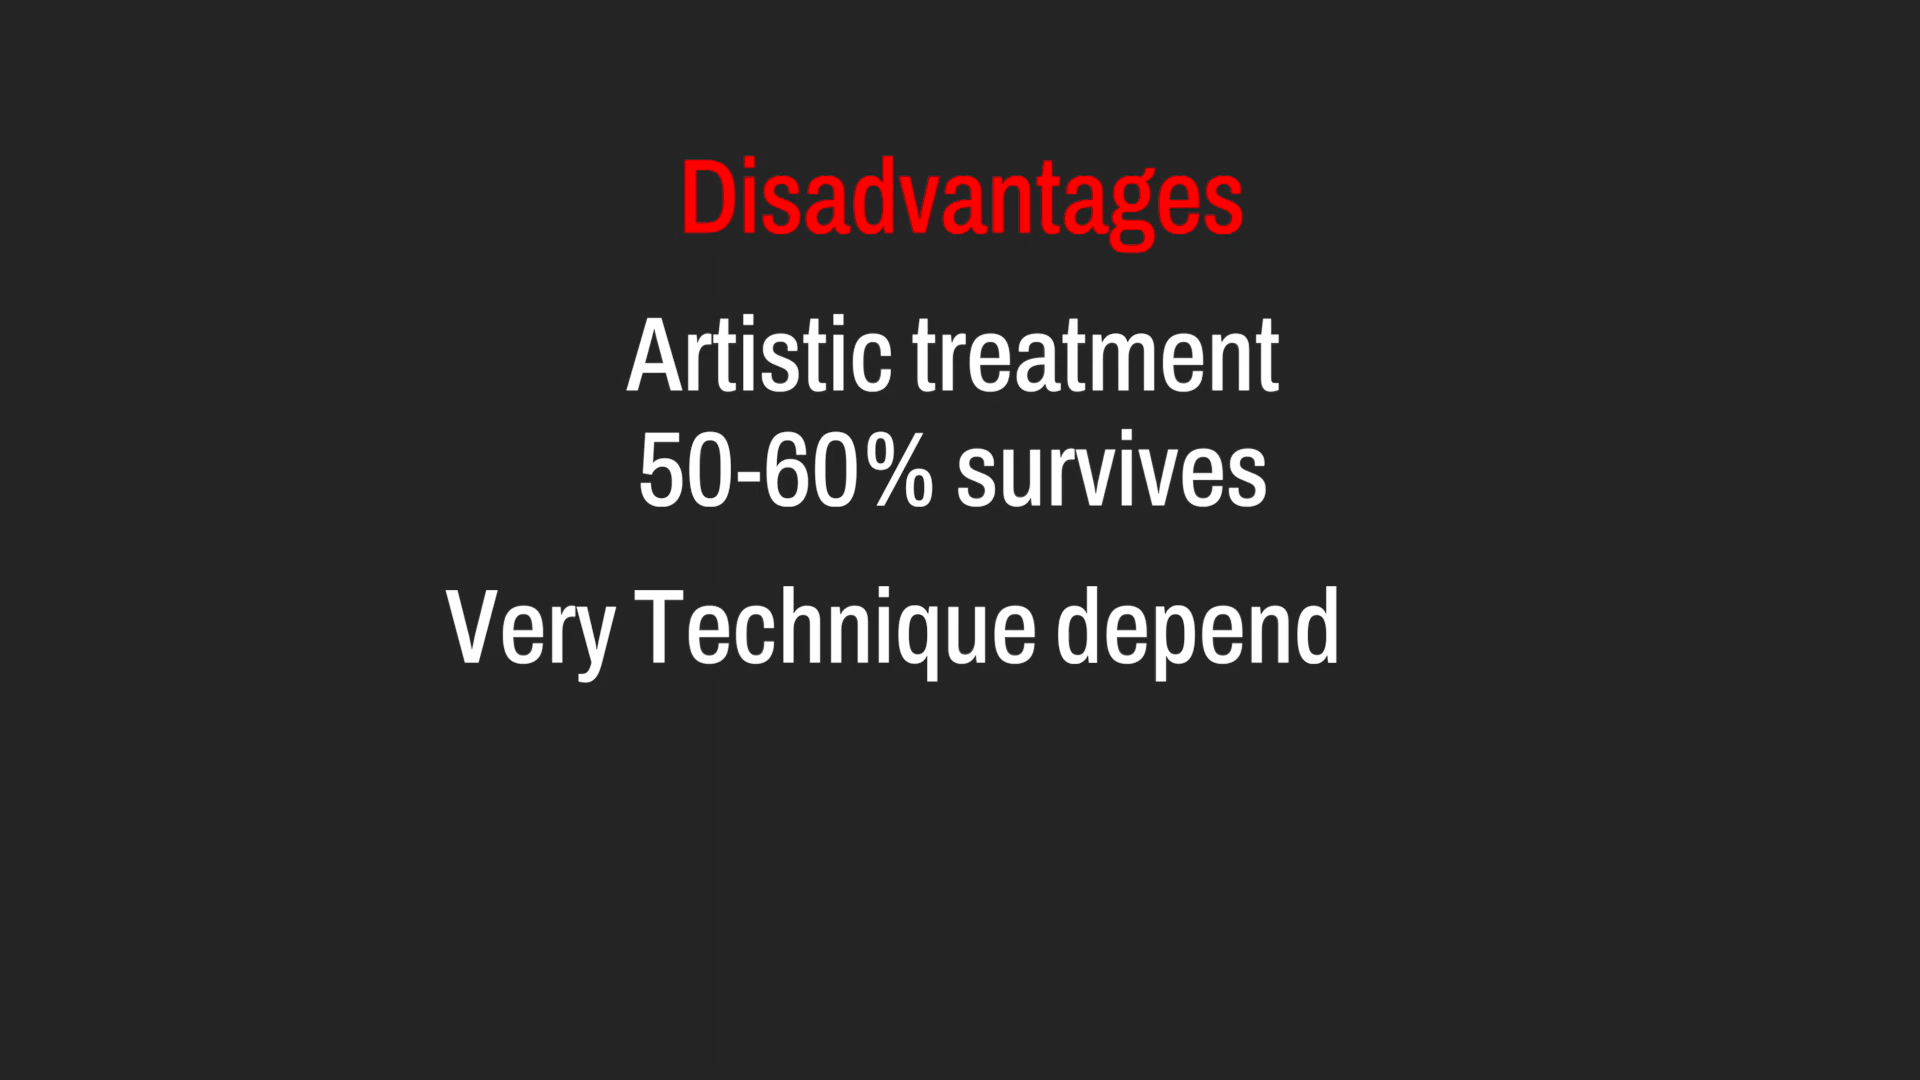 Disadvantages
Artistic treatment
50-60% survives
Very Technique depend